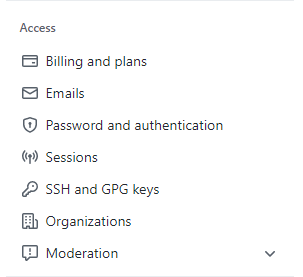 Access
Billing and plans
Emails
Password and authentication
Sessions
SSH and GPG keys
Organizations
Moderation